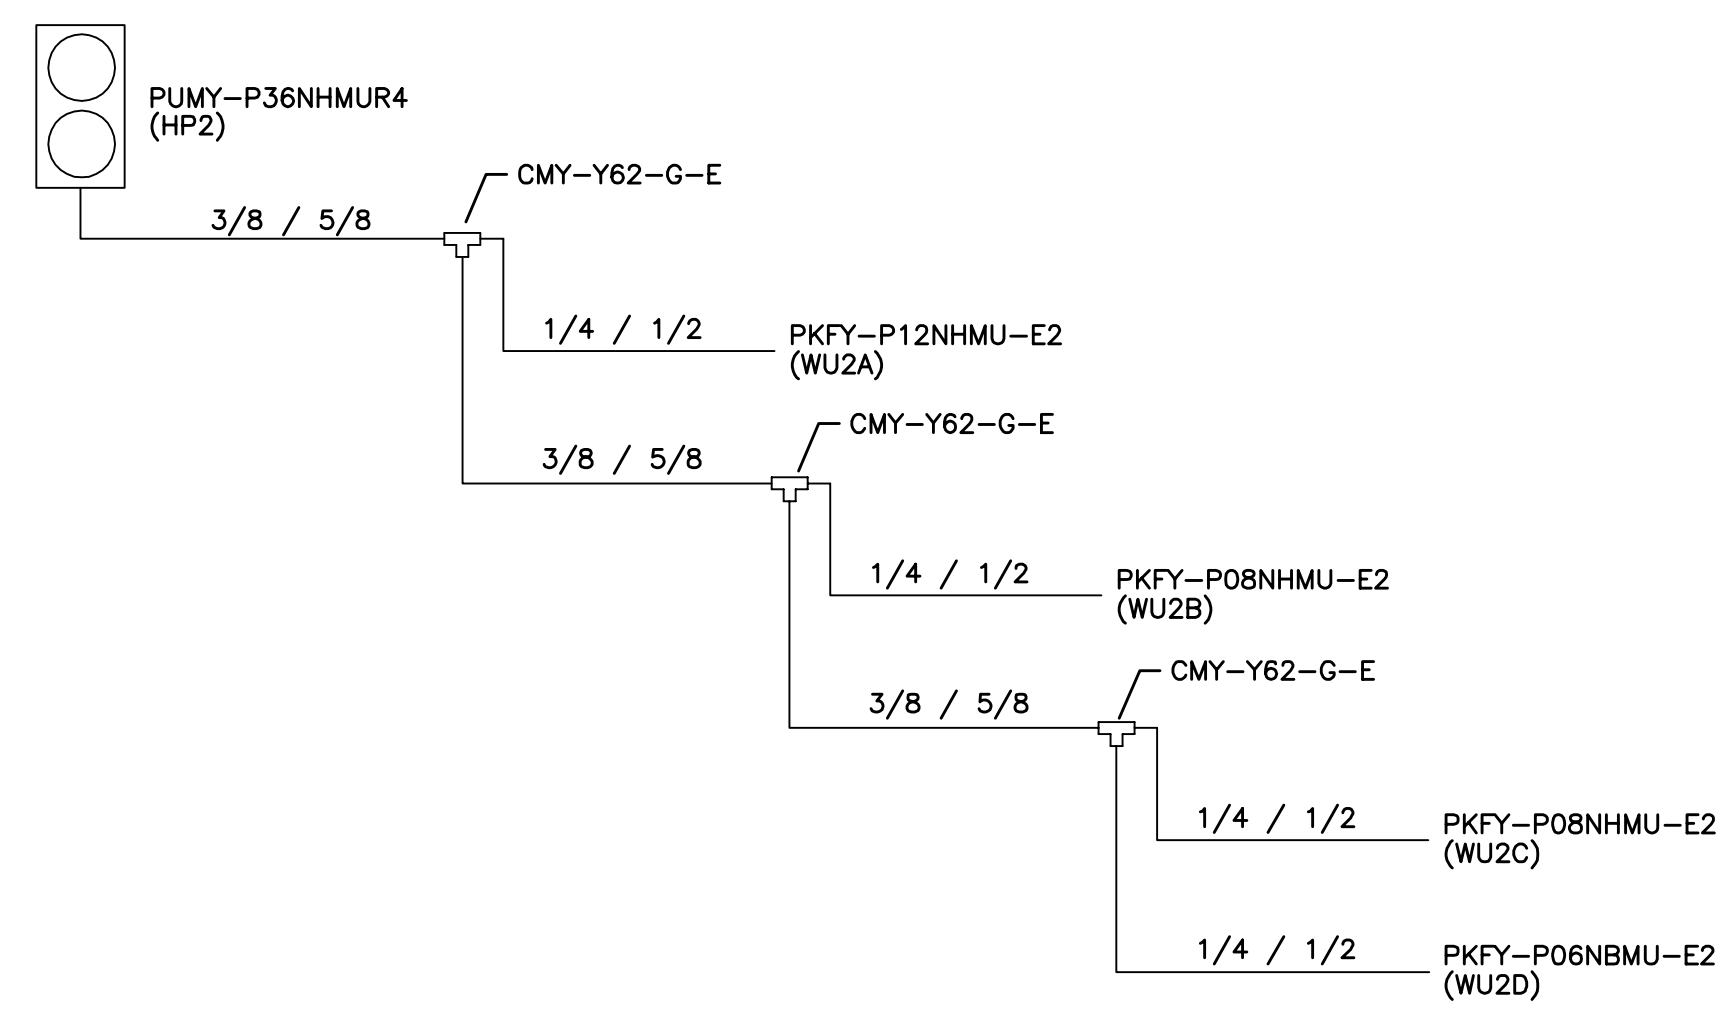 PUMY-P36NHMUR4
(HP2)
CMY-Y62-G-E
3/8 / 5/8
1/4 / 1/2
PKFY-P12NHMU-E2
(WU2A)
CMY-Y62-G-E
3/8 / 5/8
1/4 / 1/2
PKFY-P08NHMU-E2
(WU2B)
CMY-Y62-G-E
3/8 / 5/8
1/4 / 1/2
PKFY-P08NHMU-E2
(WU2C)
1/4 / 1/2
PKFY-P06NBMU-E2
(WU2D)